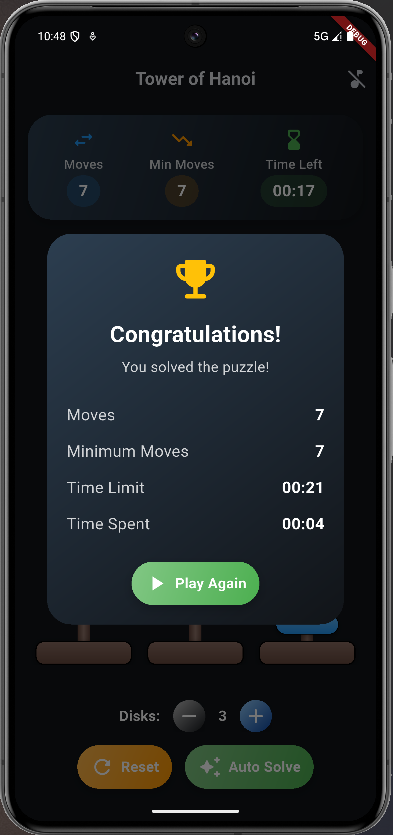 10:48 5G
DEBUG
Tower of Hanoi
Moves Min Moves Time Left
7 7 00:17
Congratulations!
You solved the puzzle!
Moves 7
Minimum Moves 7
Time Limit 00:21
Time Spent 00:04
Play Again
Disks: 3
Reset Auto Solve